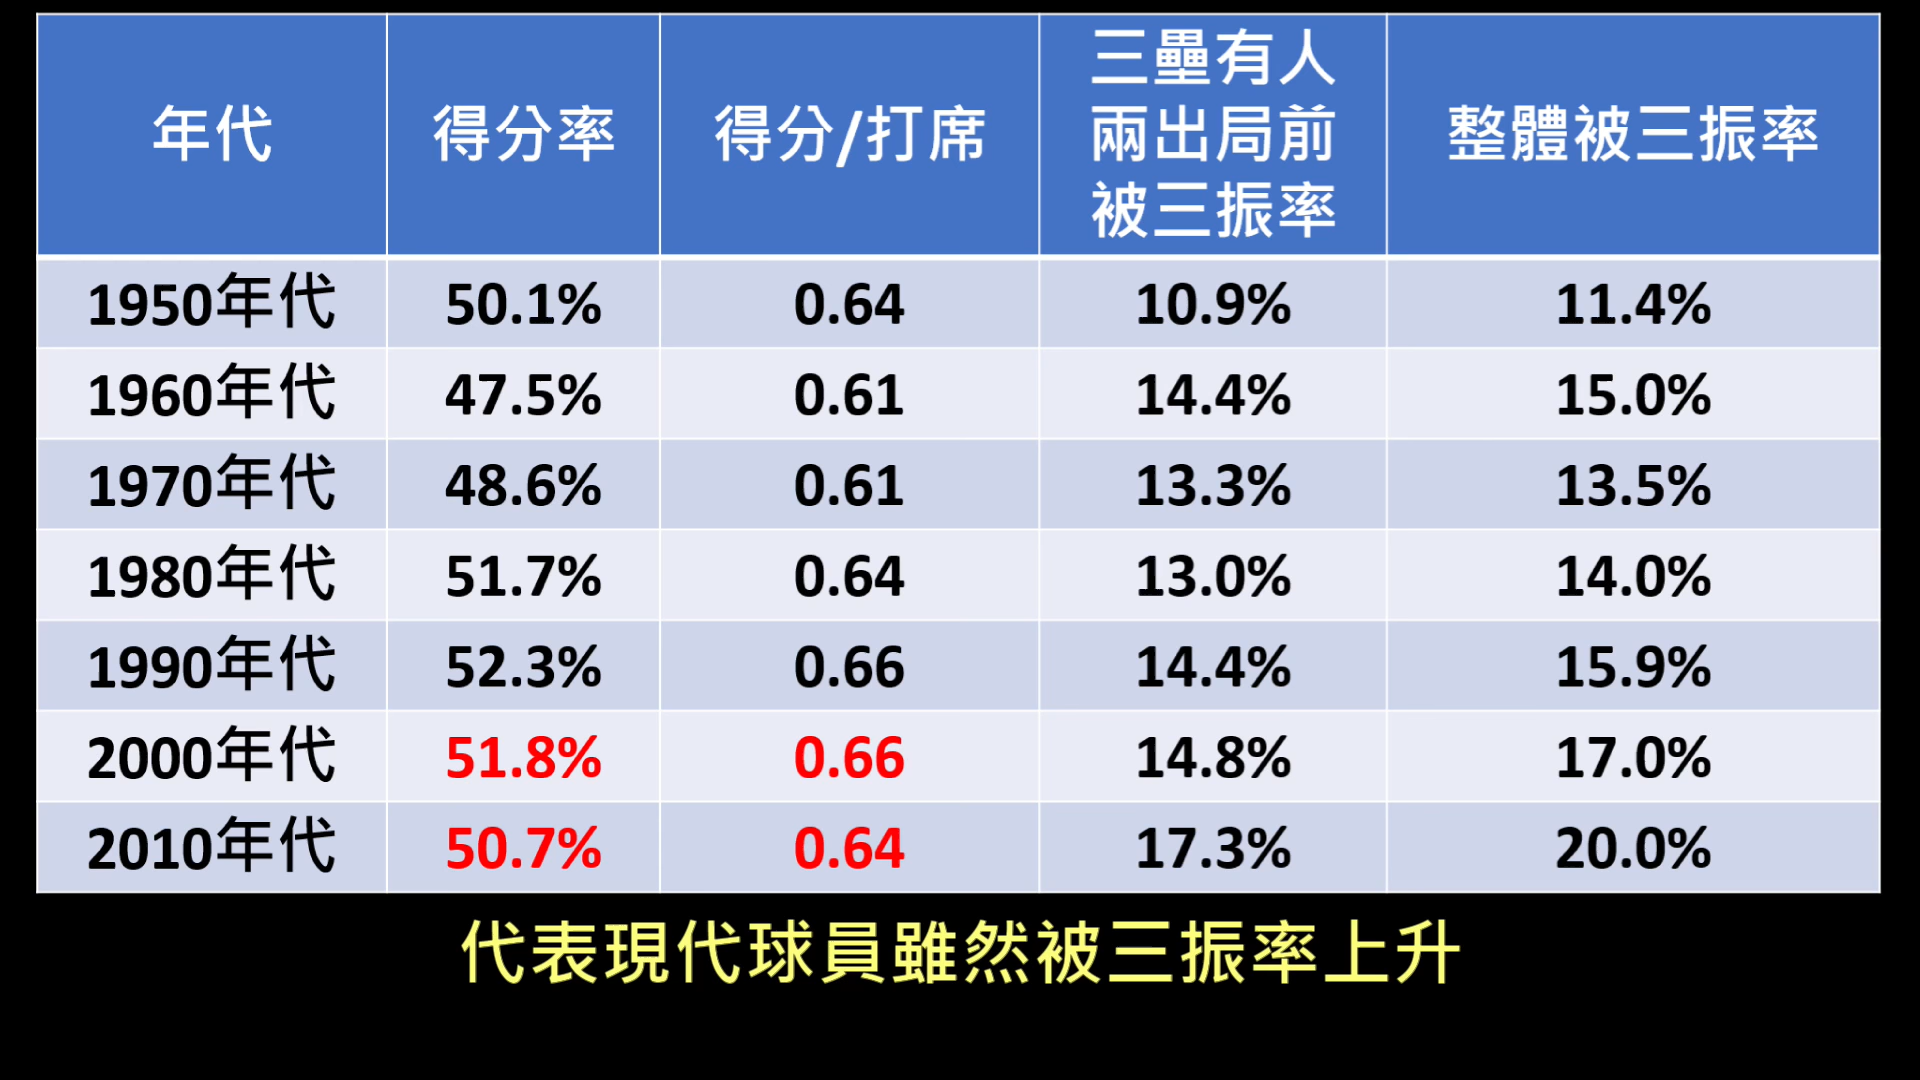 年代 得分率 得分/打席 三壘有人兩出局前被三振率 整體被三振率
1950年代 50.1% 0.64 10.9% 11.4%
1960年代 47.5% 0.61 14.4% 15.0%
1970年代 48.6% 0.61 13.3% 13.5%
1980年代 51.7% 0.64 13.0% 14.0%
1990年代 52.3% 0.66 14.4% 15.9%
2000年代 51.8% 0.66 14.8% 17.0%
2010年代 50.7% 0.64 17.3% 20.0%
代表現代球員雖然被三振率上升